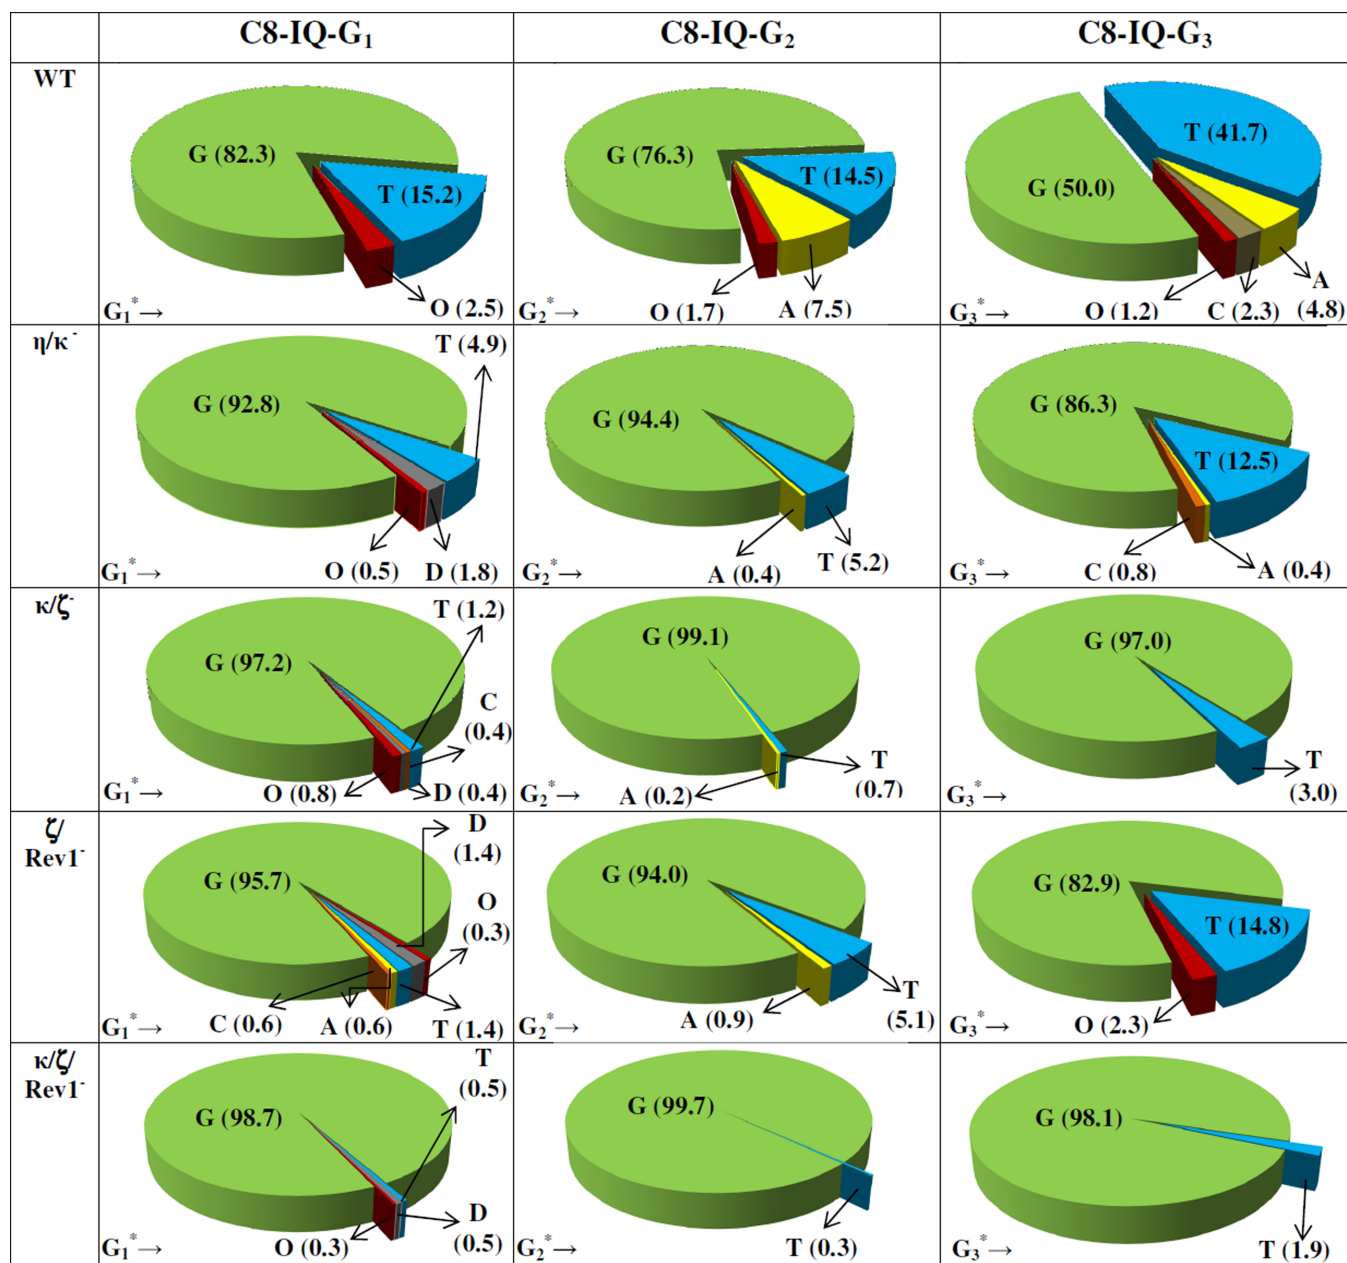 C8-IQ-G₁ C8-IQ-G₂ C8-IQ-G₃
WT
G (82.3)
T (15.2)
O (2.5)
G₁* →
G (76.3)
T (14.5)
O (1.7)
A (7.5)
G₂* →
T (41.7)
G (50.0)
A
(4.8)
O (1.2)
C (2.3)
G₃* →
η/κ⁻
T (4.9)
G (92.8)
O (0.5)
D (1.8)
G₁* →
G (94.4)
A (0.4)
T (5.2)
G₂* →
G (86.3)
T (12.5)
C (0.8)
A (0.4)
G₃* →
κ/ζ⁻
T (1.2)
G (97.2)
C
(0.4)
O (0.8)
D (0.4)
G₁* →
G (99.1)
T
(0.7)
A (0.2)
G₂* →
G (97.0)
T
(3.0)
G₃* →
ζ/
Rev1⁻
D
(1.4)
G (95.7)
O
(0.3)
C (0.6)
A (0.6)
T (1.4)
G₁* →
G (94.0)
T
(5.1)
A (0.9)
G₂* →
G (82.9)
T (14.8)
O (2.3)
G₃* →
κ/ζ/
Rev1⁻
T
(0.5)
G (98.7)
D
(0.5)
O (0.3)
G₁* →
G (99.7)
T (0.3)
G₂* →
G (98.1)
T (1.9)
G₃* →